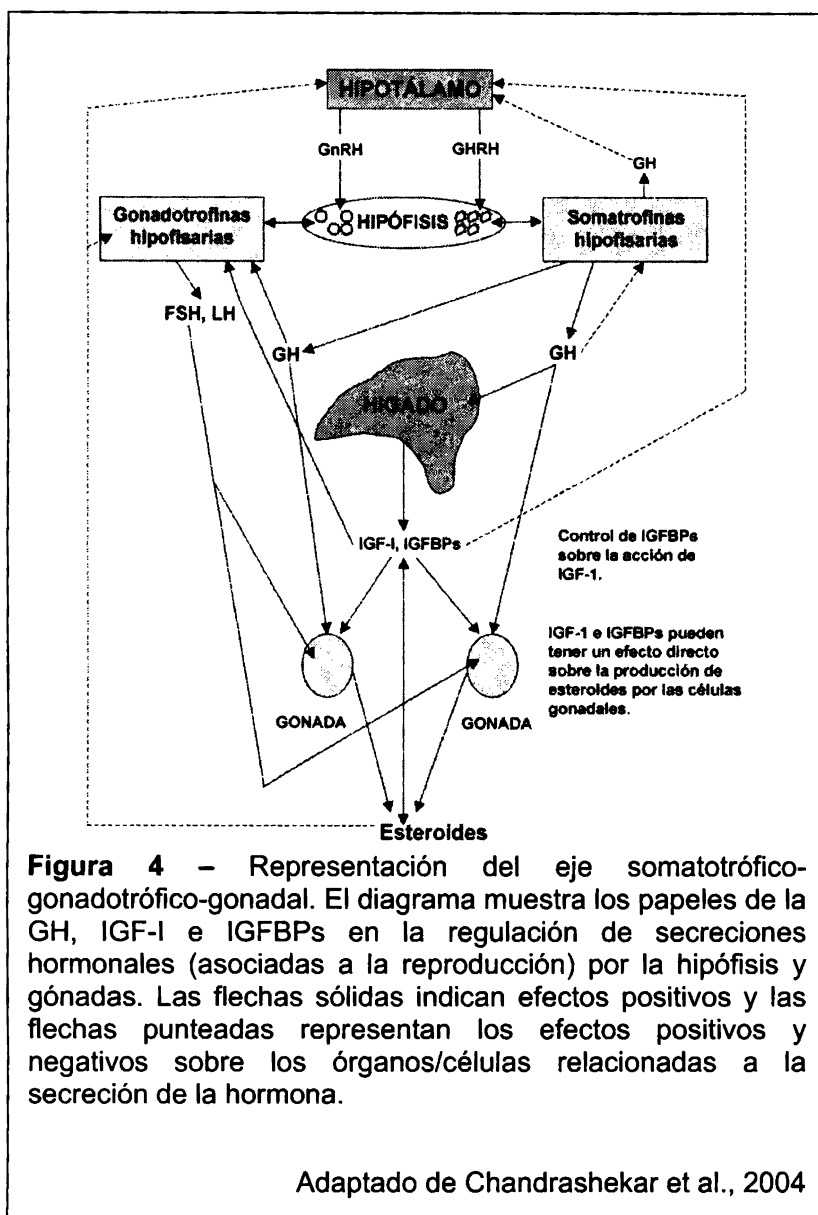 HIPOTÁLAMO
GnRH
GHRH
GH
Gonadotrofinas
hipofisarias
HIPÓFISIS
Somatrofinas
hipofisarias
FSH, LH
GH
GH
HIGADO
IGF-I, IGFBPs
Control de IGFBPs
sobre la acción de
IGF-1.
IGF-1 e IGFBPs pueden
tener un efecto directo
sobre la producción de
esteroides por las células
gonadales.
GONADA
GONADA
Esteroides
Figura 4 – Representación del eje somatotrófico-
gonadotrófico-gonadal. El diagrama muestra los papeles de la
GH, IGF-I e IGFBPs en la regulación de secreciones
hormonales (asociadas a la reproducción) por la hipófisis y
gónadas. Las flechas sólidas indican efectos positivos y las
flechas punteadas representan los efectos positivos y
negativos sobre los órganos/células relacionadas a la
secreción de la hormona.
Adaptado de Chandrashekar et al., 2004